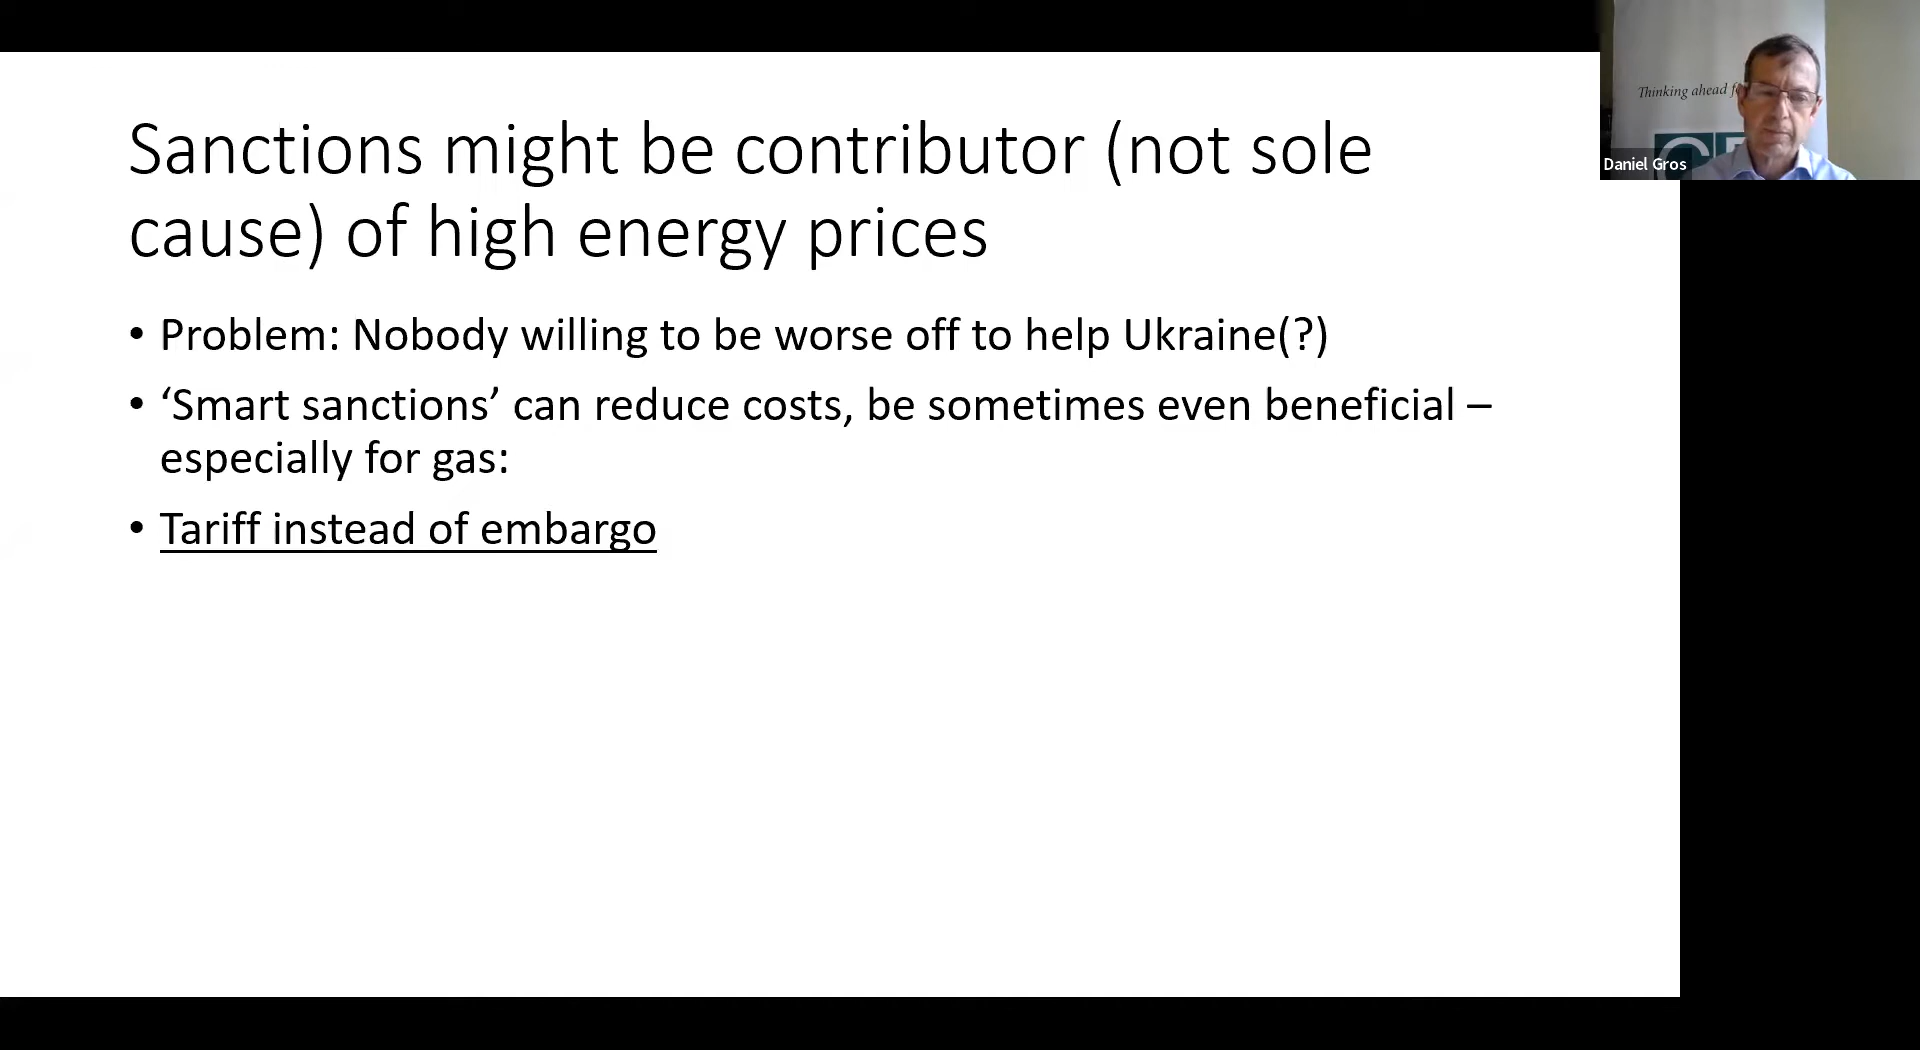 Sanctions might be contributor (not sole
cause) of high energy prices
• Problem: Nobody willing to be worse off to help Ukraine(?)
• ‘Smart sanctions’ can reduce costs, be sometimes even beneficial –
especially for gas:
• Tariff instead of embargo
Thinking ahead
Daniel Gros